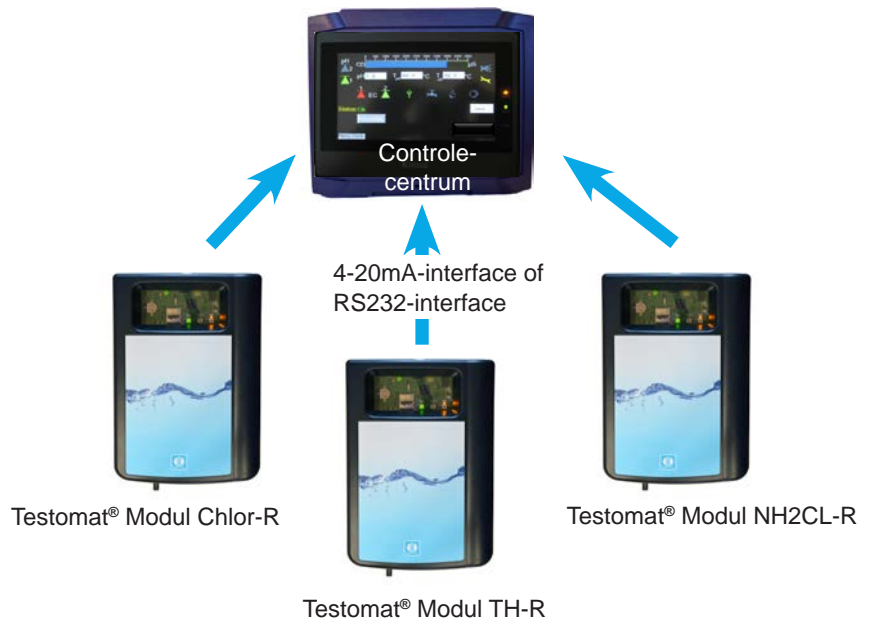 Controle-
centrum
4-20mA-interface of
RS232-interface
Testomat® Modul Chlor-R
Testomat® Modul NH2CL-R
Testomat® Modul TH-R